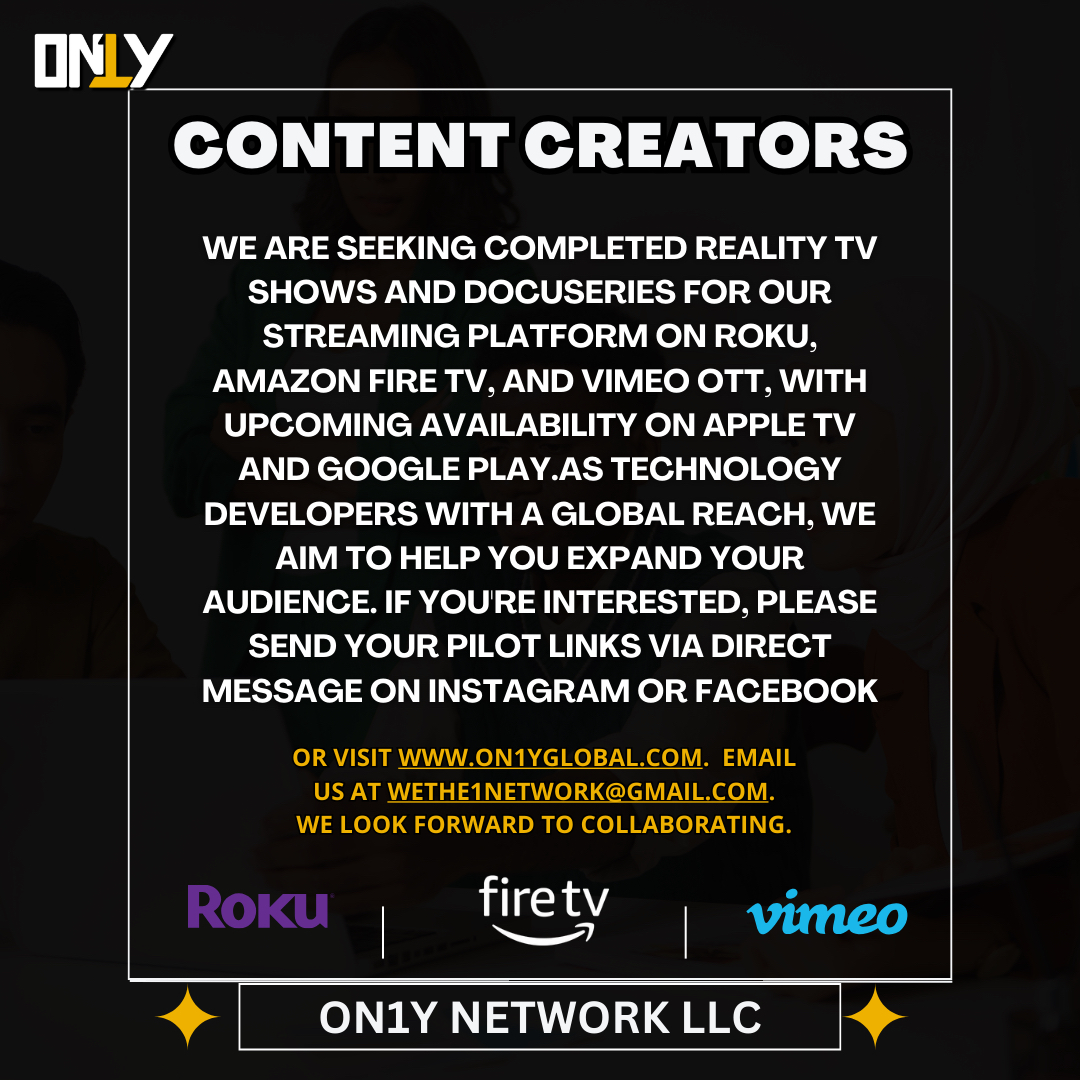 ON1Y
CONTENT CREATORS
WE ARE SEEKING COMPLETED REALITY TV
SHOWS AND DOCUSERIES FOR OUR
STREAMING PLATFORM ON ROKU,
AMAZON FIRE TV, AND VIMEO OTT, WITH
UPCOMING AVAILABILITY ON APPLE TV
AND GOOGLE PLAY.AS TECHNOLOGY
DEVELOPERS WITH A GLOBAL REACH, WE
AIM TO HELP YOU EXPAND YOUR
AUDIENCE. IF YOU'RE INTERESTED, PLEASE
SEND YOUR PILOT LINKS VIA DIRECT
MESSAGE ON INSTAGRAM OR FACEBOOK
OR VISIT WWW.ON1YGLOBAL.COM. EMAIL
US AT WETHE1NETWORK@GMAIL.COM.
WE LOOK FORWARD TO COLLABORATING.
ROKU
fire tv
vimeo
ON1Y NETWORK LLC